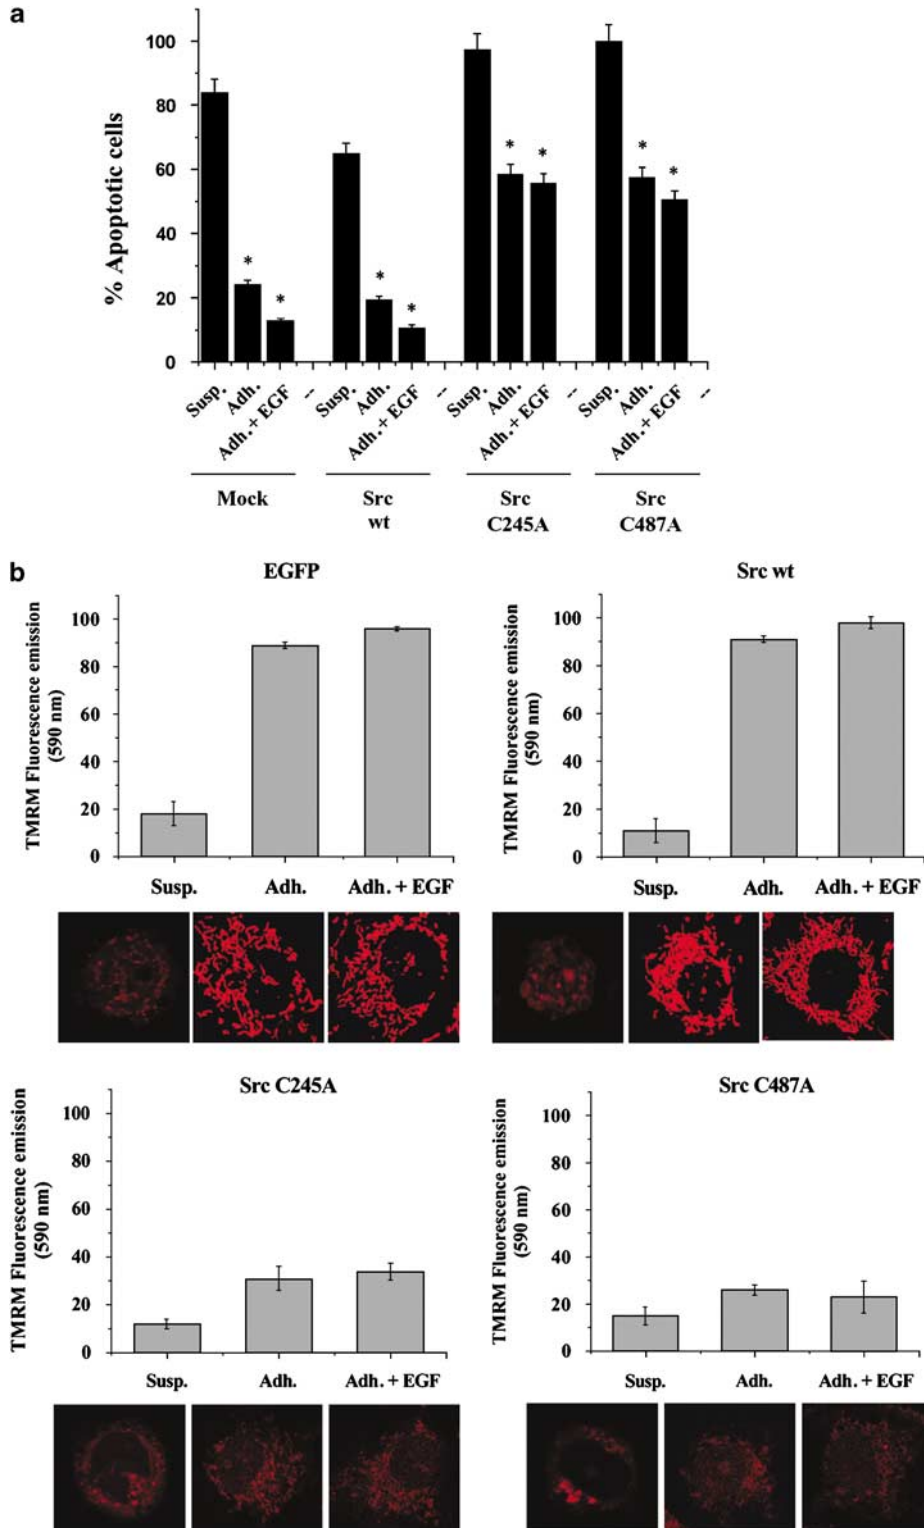 a
% Apoptotic cells
100
80
60
40
20
0
* * * * * * * *
Susp. Adh. Adh. + EGF -- Susp. Adh. Adh. + EGF -- Susp. Adh. Adh. + EGF -- Susp. Adh. Adh. + EGF --
Mock Src wt Src C245A Src C487A
b
EGFP
TMRM Fluorescence emission
(590 nm)
100
80
60
40
20
0
Susp. Adh. Adh. + EGF
Src wt
TMRM Fluorescence emission
(590 nm)
100
80
60
40
20
0
Susp. Adh. Adh. + EGF
Src C245A
TMRM Fluorescence emission
(590 nm)
100
80
60
40
20
0
Susp. Adh. Adh. + EGF
Src C487A
TMRM Fluorescence emission
(590 nm)
100
80
60
40
20
0
Susp. Adh. Adh. + EGF